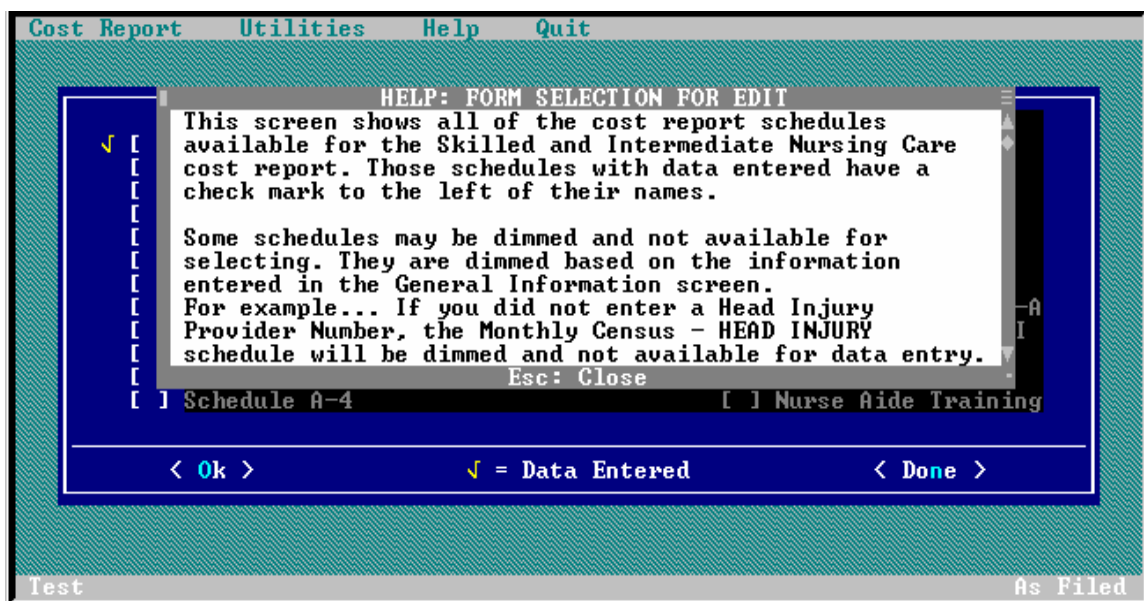 Cost Report Utilities Help Quit
HELP: FORM SELECTION FOR EDIT
This screen shows all of the cost report schedules
√ [ available for the Skilled and Intermediate Nursing Care
[ cost report. Those schedules with data entered have a
[ check mark to the left of their names.
[
[ Some schedules may be dimmed and not available for
[ selecting. They are dimmed based on the information
[ entered in the General Information screen.
[ For example... If you did not enter a Head Injury -A
[ Provider Number, the Monthly Census - HEAD INJURY I
[ schedule will be dimmed and not available for data entry.
[ Esc: Close
[ ] Schedule A-4 [ ] Nurse Aide Training
< Ok > √ = Data Entered < Done >
Test As Filed